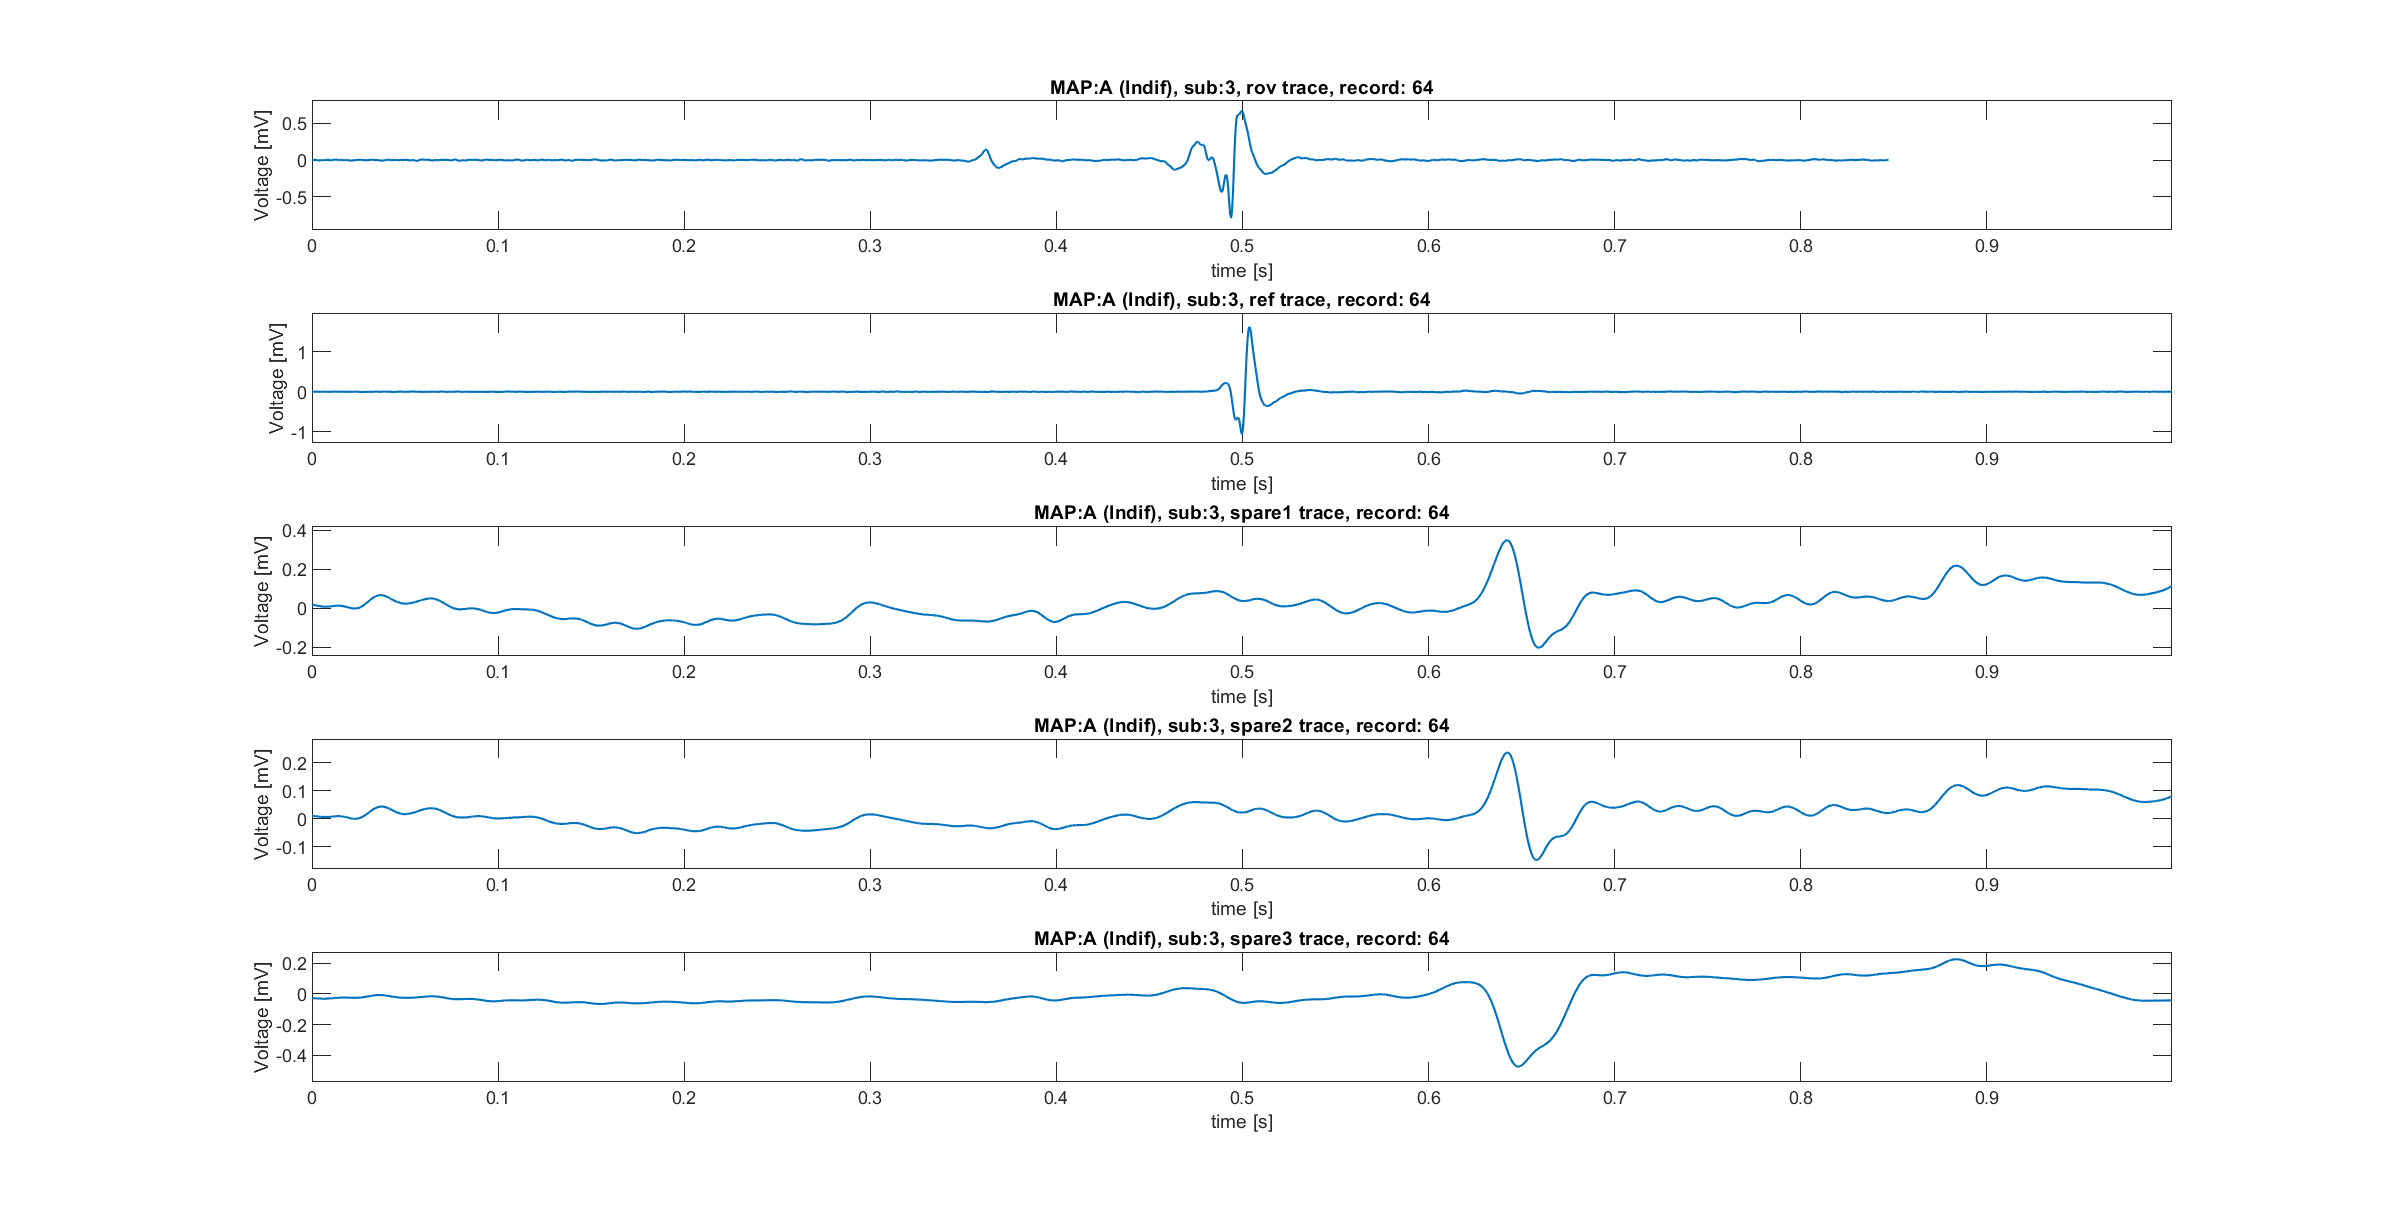 MAP:A (Indif), sub:3, rov trace, record: 64
Voltage [mV]
0.5
0
-0.5
0 0.1 0.2 0.3 0.4 0.5 0.6 0.7 0.8 0.9
time [s]
MAP:A (Indif), sub:3, ref trace, record: 64
Voltage [mV]
1
0
-1
0 0.1 0.2 0.3 0.4 0.5 0.6 0.7 0.8 0.9
time [s]
MAP:A (Indif), sub:3, spare1 trace, record: 64
Voltage [mV]
0.4
0.2
0
-0.2
0 0.1 0.2 0.3 0.4 0.5 0.6 0.7 0.8 0.9
time [s]
MAP:A (Indif), sub:3, spare2 trace, record: 64
Voltage [mV]
0.2
0.1
0
-0.1
0 0.1 0.2 0.3 0.4 0.5 0.6 0.7 0.8 0.9
time [s]
MAP:A (Indif), sub:3, spare3 trace, record: 64
Voltage [mV]
0.2
0
-0.2
-0.4
0 0.1 0.2 0.3 0.4 0.5 0.6 0.7 0.8 0.9
time [s]